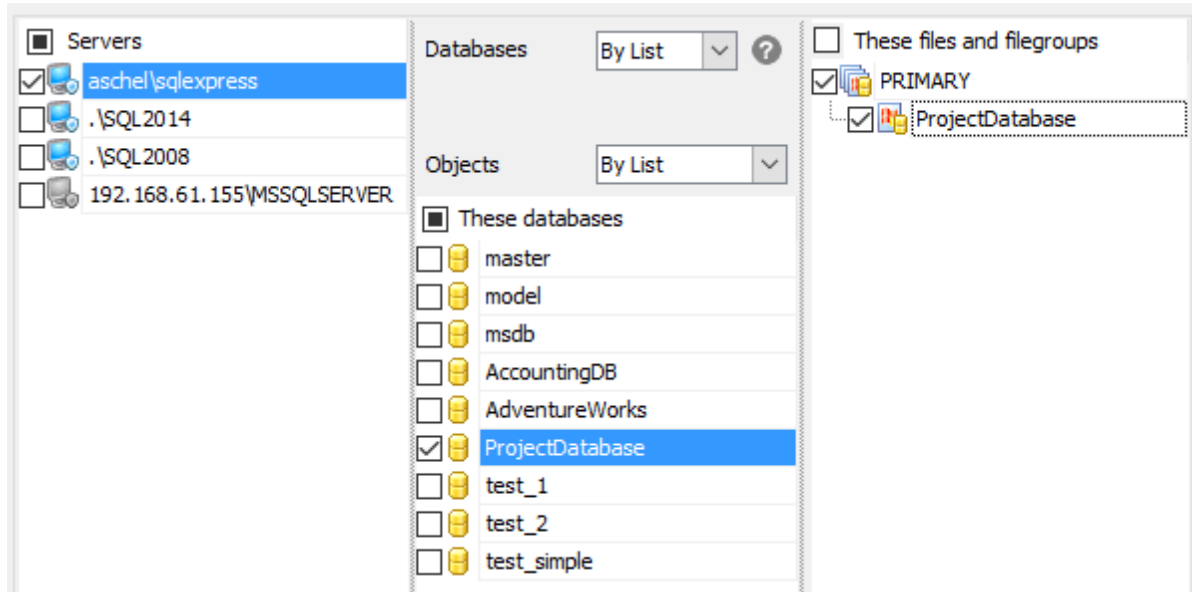 Servers
aschel\sqlexpress
.\SQL2014
.\SQL2008
192.168.61.155\MSSQLSERVER
Databases
By List
?
Objects
By List
These databases
master
model
msdb
AccountingDB
AdventureWorks
ProjectDatabase
test_1
test_2
test_simple
These files and filegroups
PRIMARY
ProjectDatabase